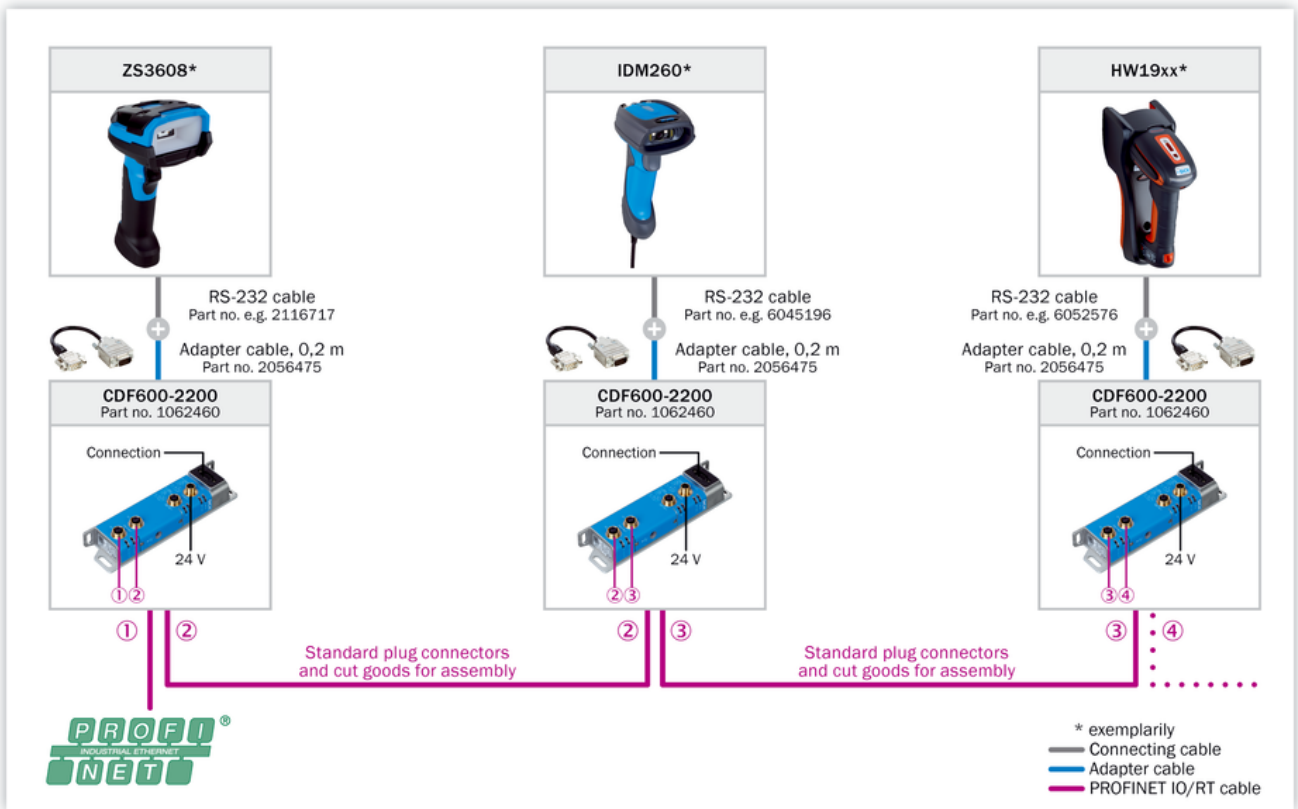 ZS3608*
IDM260*
HW19xx*
RS-232 cable
Part no. e.g. 2116717
RS-232 cable
Part no. e.g. 6045196
RS-232 cable
Part no. e.g. 6052576
+
+
+
Adapter cable, 0,2 m
Part no. 2056475
Adapter cable, 0,2 m
Part no. 2056475
Adapter cable, 0,2 m
Part no. 2056475
CDF600-2200
Part no. 1062460
CDF600-2200
Part no. 1062460
CDF600-2200
Part no. 1062460
Connection
Connection
Connection
24 V
24 V
24 V
①②
②③
③④
① ②
② ③
③ ④
Standard plug connectors
and cut goods for assembly
Standard plug connectors
and cut goods for assembly
PROFI®
INDUSTRIAL ETHERNET
NET
* exemplarily
Connecting cable
Adapter cable
PROFINET IO/RT cable